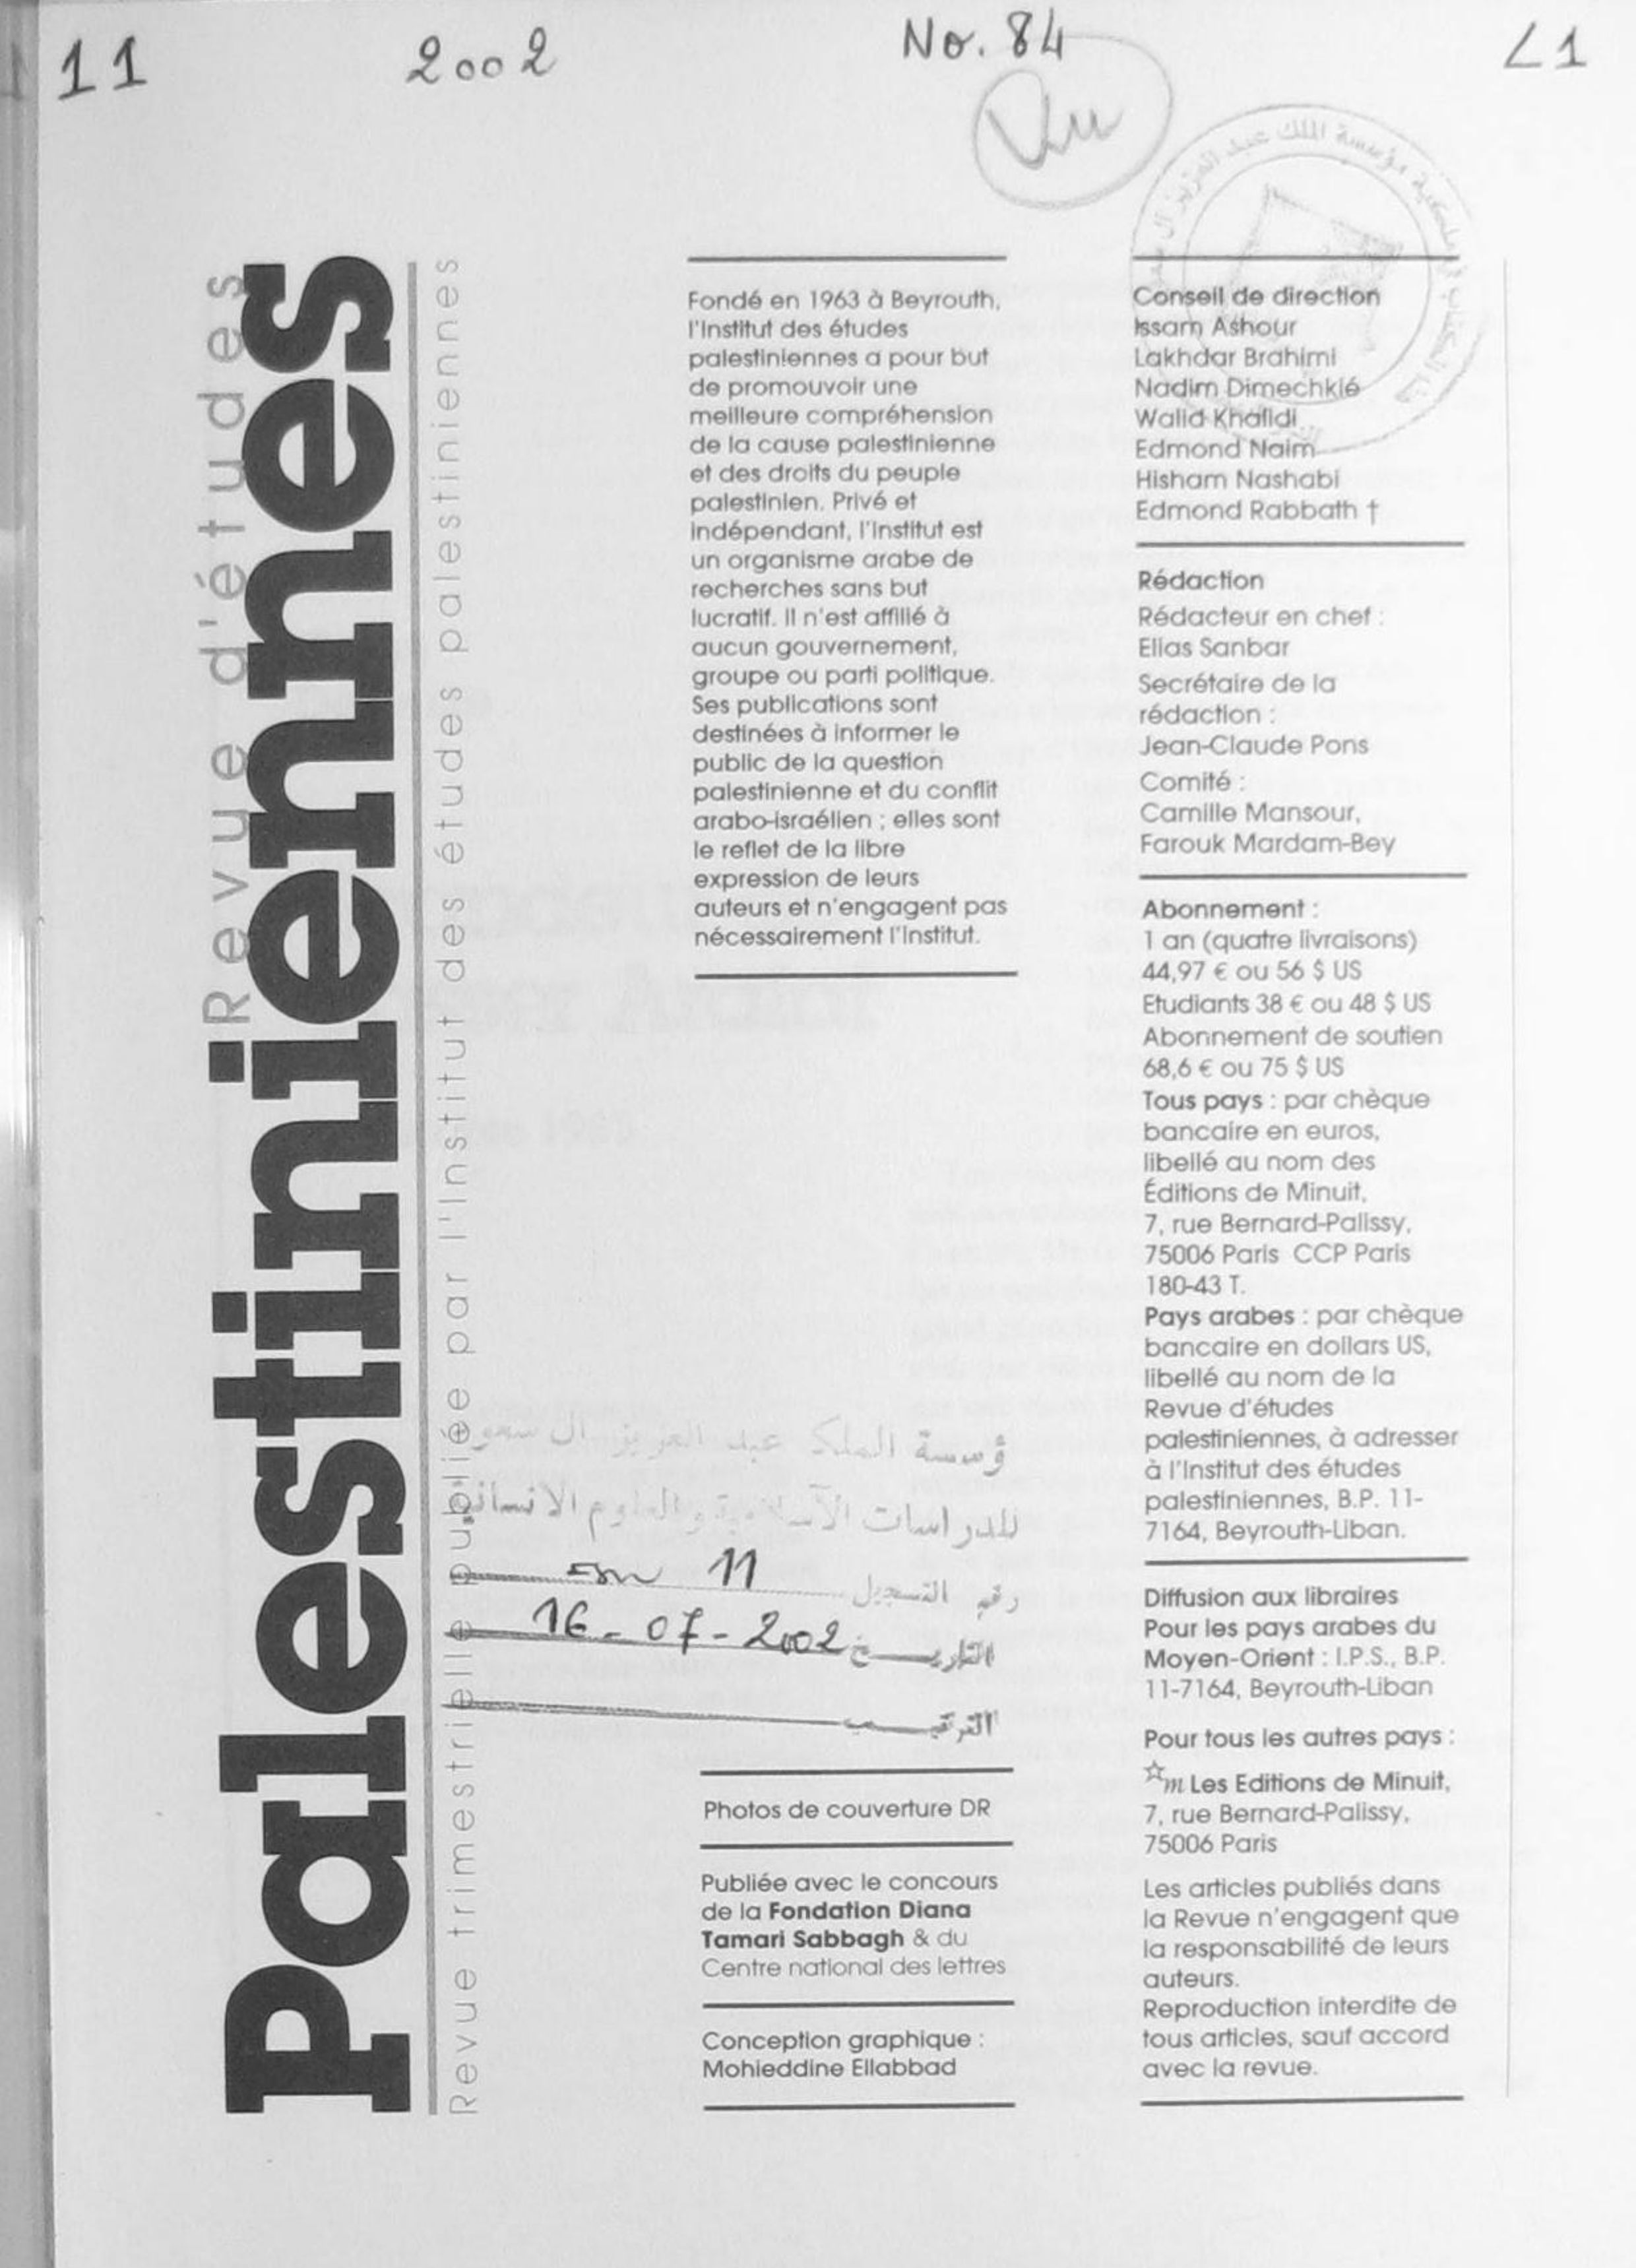 11
2002
No. 84
L1
Revue d'études
Palestiniennes
Revue trimestrielle publiée par l'Institut des études palestiniennes
Fondé en 1963 à Beyrouth,
l'Institut des études
palestiniennes a pour but
de promouvoir une
meilleure compréhension
de la cause palestinienne
et des droits du peuple
palestinien. Privé et
indépendant, l'Institut est
un organisme arabe de
recherches sans but
lucratif. Il n'est affilié à
aucun gouvernement,
groupe ou parti politique.
Ses publications sont
destinées à informer le
public de la question
palestinienne et du conflit
arabo-israélien ; elles sont
le reflet de la libre
expression de leurs
auteurs et n'engagent pas
nécessairement l'Institut.
ؤسسة الملك عبد العزيز آل سعو
للدراسات الآسلامية والعلوم الانسانية
رقم التسجيل 11
التاريخ 16-07-2002
الترتيب
Photos de couverture DR
Publiée avec le concours
de la Fondation Diana
Tamari Sabbagh & du
Centre national des lettres
Conception graphique :
Mohieddine Ellabbad
Conseil de direction
Issam Ashour
Lakhdar Brahimi
Nadim Dimechkié
Walid Khalidi
Edmond Naim
Hisham Nashabi
Edmond Rabbath †
Rédaction
Rédacteur en chef :
Elias Sanbar
Secrétaire de la
rédaction :
Jean-Claude Pons
Comité :
Camille Mansour,
Farouk Mardam-Bey
Abonnement :
1 an (quatre livraisons)
44,97 € ou 56 $ US
Etudiants 38 € ou 48 $ US
Abonnement de soutien
68,6 € ou 75 $ US
Tous pays : par chèque
bancaire en euros,
libellé au nom des
Éditions de Minuit,
7, rue Bernard-Palissy,
75006 Paris CCP Paris
180-43 T.
Pays arabes : par chèque
bancaire en dollars US,
libellé au nom de la
Revue d'études
palestiniennes, à adresser
à l'Institut des études
palestiniennes, B.P. 11-
7164, Beyrouth-Liban.
Diffusion aux libraires
Pour les pays arabes du
Moyen-Orient : I.P.S., B.P.
11-7164, Beyrouth-Liban
Pour tous les autres pays :
☆m Les Editions de Minuit,
7, rue Bernard-Palissy,
75006 Paris
Les articles publiés dans
la Revue n'engagent que
la responsabilité de leurs
auteurs.
Reproduction interdite de
tous articles, sauf accord
avec la revue.